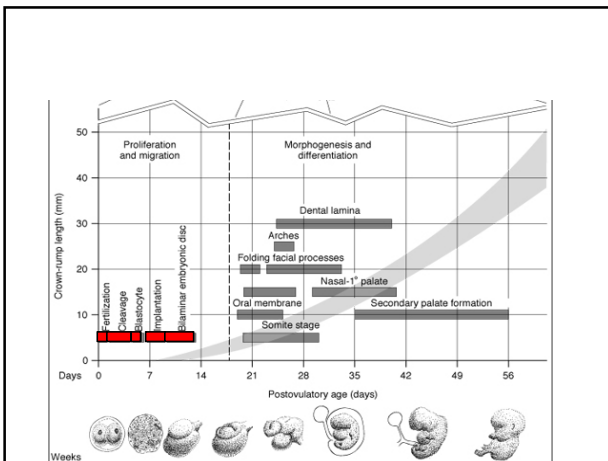 50
40
30
20
10
0
Crown-rump length (mm)
Proliferation
and migration
Morphogenesis and
differentiation
Dental lamina
Arches
Folding facial processes
Nasal-1° palate
Oral membrane
Secondary palate formation
Somite stage
Fertilization
Cleavage
Blastocyte
Implantation
Bilaminar embryonic disc
Days 0 7 14 21 28 35 42 49 56
Postovulatory age (days)
Weeks